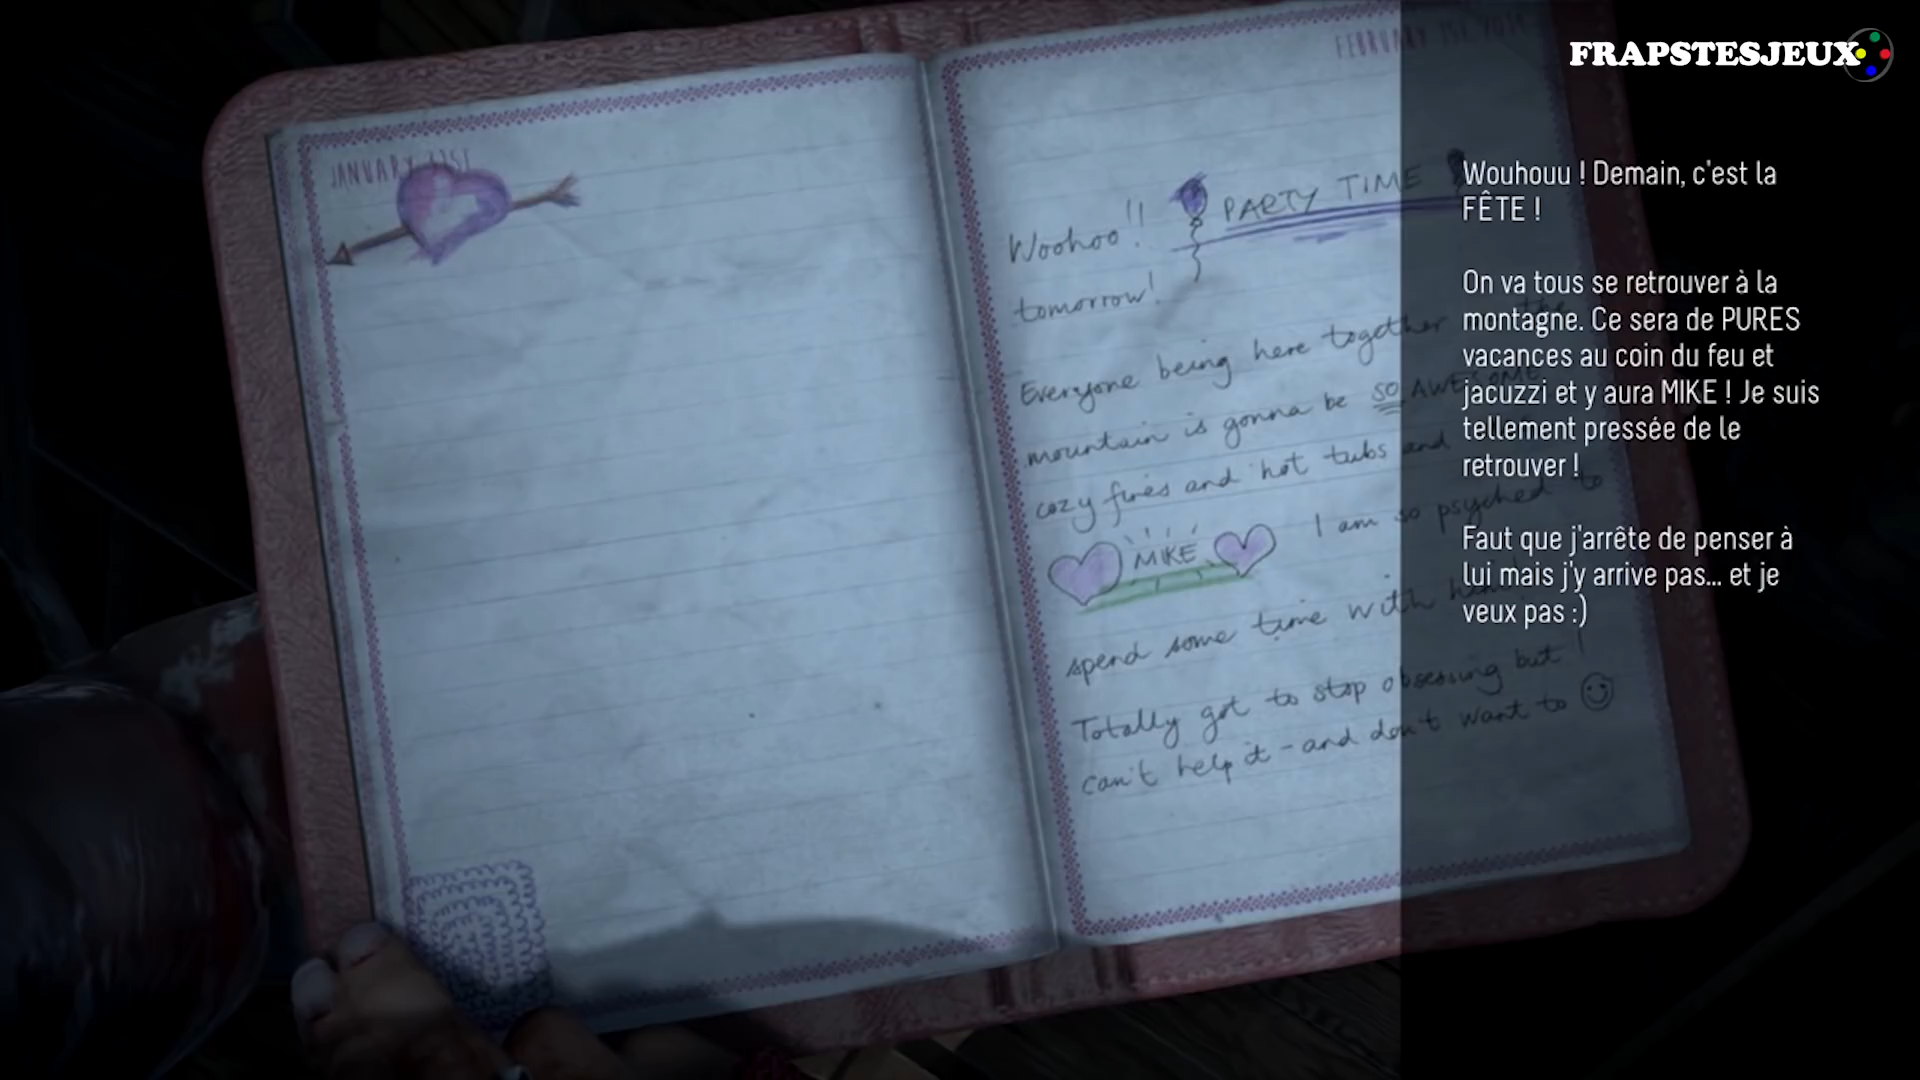 JANUARY 31ST
FEBRUARY 1ST
FRAPSTESJEUX
Woohoo!! PARTY TIME
tomorrow!
Everyone being here together
mountain is gonna be SO AWESOME
cozy fires and hot tubs and
MIKE I am so psyched to
spend some time with him
Totally got to stop obsessing but I
can't help it - and don't want to
Wouhouu ! Demain, c'est la
FÊTE !
On va tous se retrouver à la
montagne. Ce sera de PURES
vacances au coin du feu et
jacuzzi et y aura MIKE ! Je suis
tellement pressée de le
retrouver !
Faut que j'arrête de penser à
lui mais j'y arrive pas... et je
veux pas :)